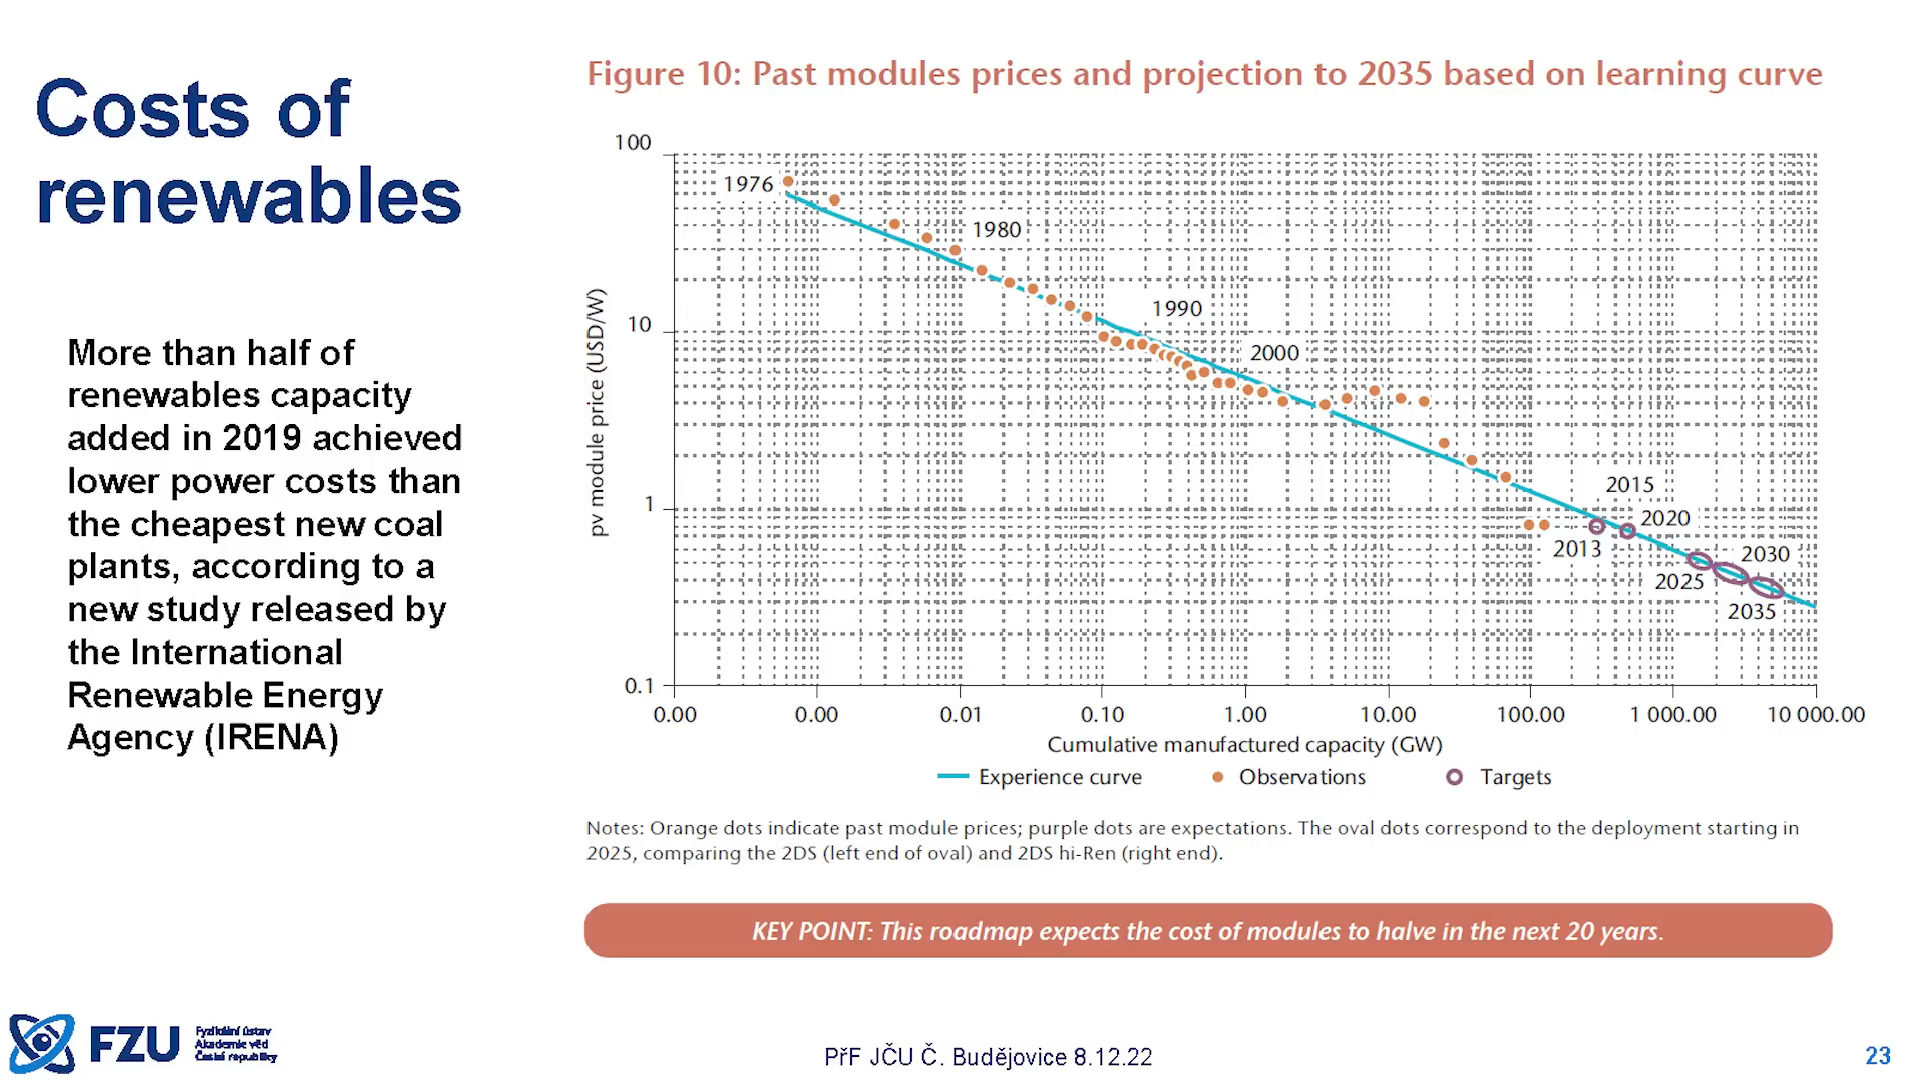 Costs of
renewables
More than half of
renewables capacity
added in 2019 achieved
lower power costs than
the cheapest new coal
plants, according to a
new study released by
the International
Renewable Energy
Agency (IRENA)
Figure 10: Past modules prices and projection to 2035 based on learning curve
pv module price (USD/W)
100
10
1
0.1
1976
1980
1990
2000
2015
2020
2013
2030
2025
2035
0.00 0.00 0.01 0.10 1.00 10.00 100.00 1 000.00 10 000.00
Cumulative manufactured capacity (GW)
Experience curve Observations Targets
Notes: Orange dots indicate past module prices; purple dots are expectations. The oval dots correspond to the deployment starting in
2025, comparing the 2DS (left end of oval) and 2DS hi-Ren (right end).
KEY POINT: This roadmap expects the cost of modules to halve in the next 20 years.
FZU
Fyzikální ústav
Akademie věd
České republiky
PřF JČU Č. Budějovice 8.12.22
23